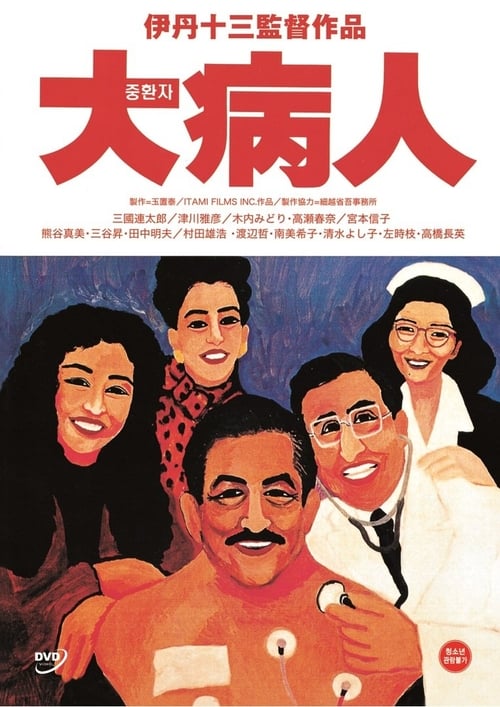 伊丹十三監督作品
大病人
중환자
製作=玉置泰／ITAMI FILMS INC.作品／製作協力=細越省吾事務所
三國連太郎／津川雅彦・木内みどり・高瀬春奈／宮本信子
熊谷真美・三谷昇・田中明夫／村田雄浩・渡辺哲・南美希子・清水よし子・左時枝・高橋長英
DVD
VIDEO
청소년
관람불가